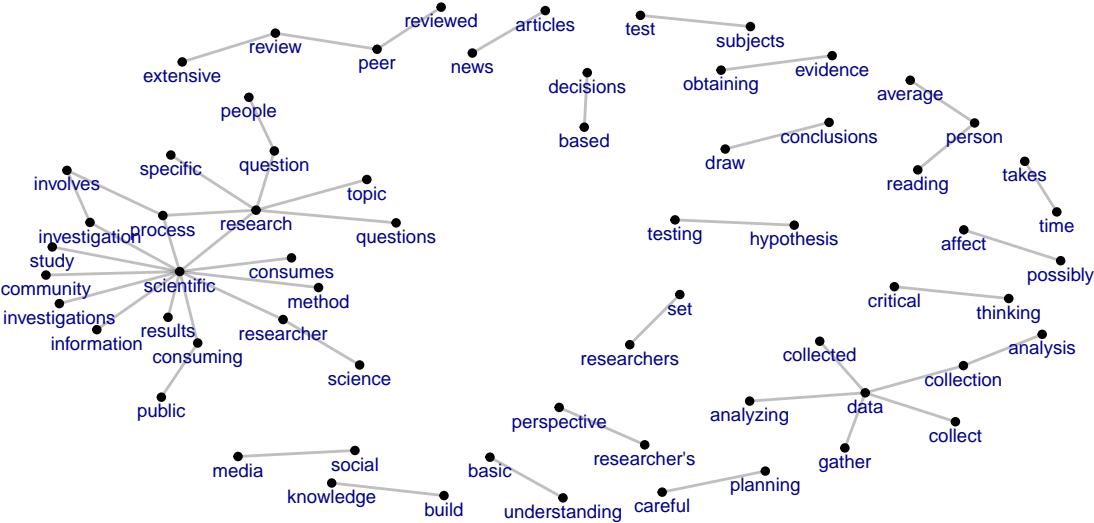 reviewed
articles
test
subjects
review
peer
news
extensive
decisions
obtaining
evidence
average
people
based
conclusions
draw
person
specific
question
reading
takes
involves
topic
process
research
investigation
questions
testing
hypothesis
time
affect
study
community
scientific
consumes
method
possibly
investigations
information
results
consuming
researcher
set
critical
thinking
researchers
collected
analysis
science
public
collection
perspective
analyzing
data
collect
researcher's
gather
media
social
basic
knowledge
build
understanding
careful
planning